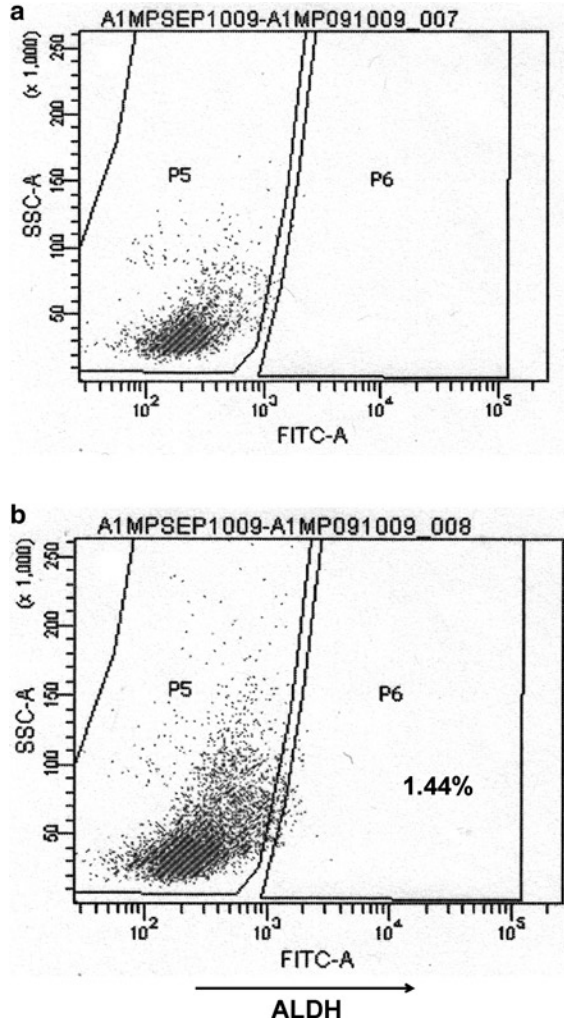 a
A1MPSEP1009-A1MP091009_007
(x 1,000)
SSC-A
250
200
150
100
50
P5
P6
10²
10³
10⁴
10⁵
FITC-A
b
A1MPSEP1009-A1MP091009_008
(x 1,000)
SSC-A
250
200
150
100
50
P5
P6
1.44%
10²
10³
10⁴
10⁵
FITC-A
ALDH